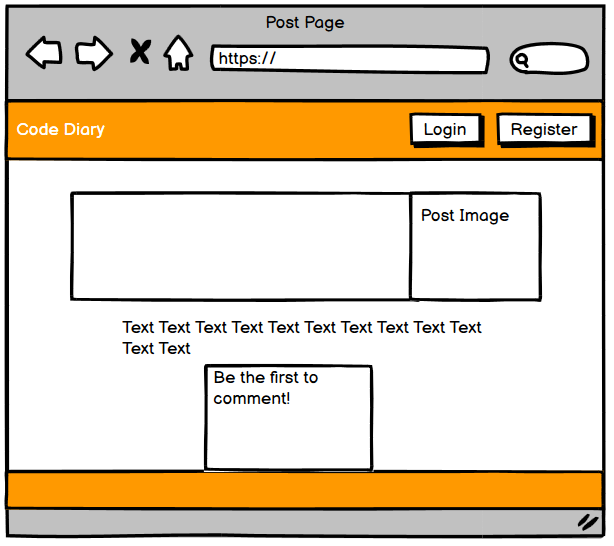 Post Page
https://
Code Diary
Login
Register
Post Image
Text Text Text Text Text Text Text Text Text Text
Text Text
Be the first to
comment!